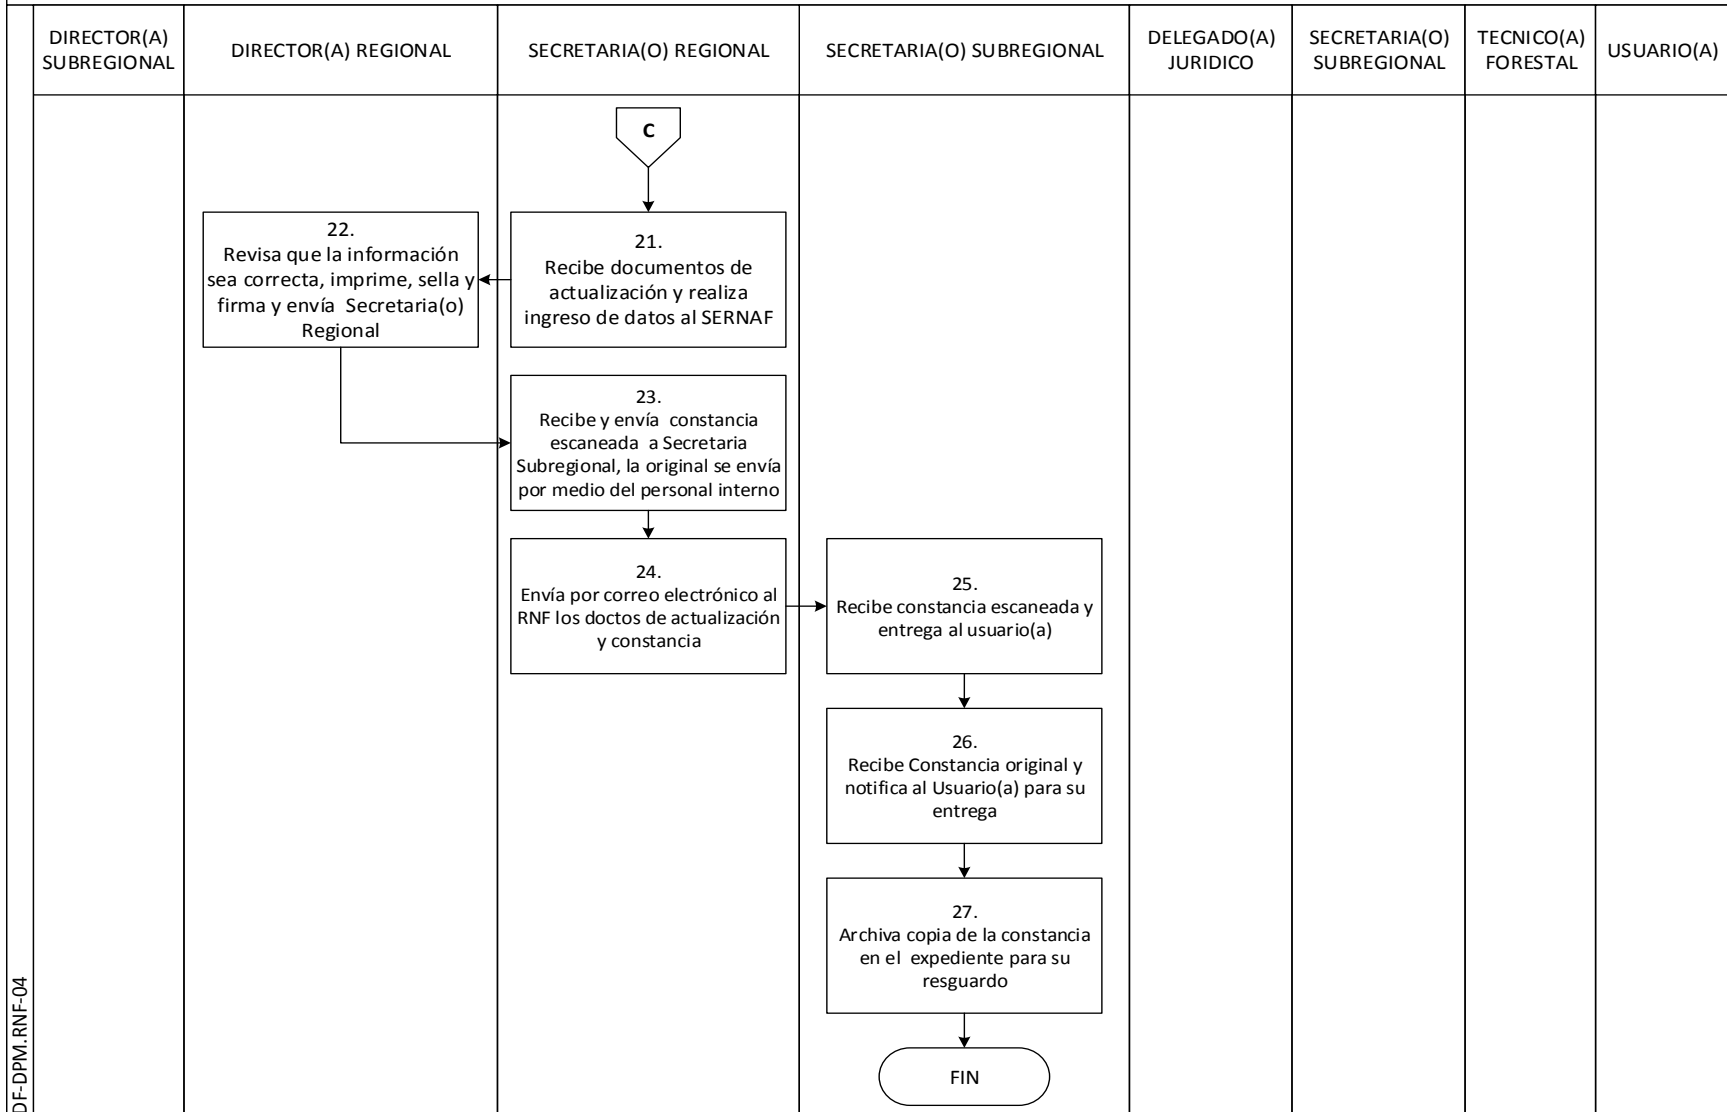 DIRECTOR(A)
SUBREGIONAL
DIRECTOR(A) REGIONAL
SECRETARIA(O) REGIONAL
SECRETARIA(O) SUBREGIONAL
DELEGADO(A)
JURIDICO
SECRETARIA(O)
SUBREGIONAL
TECNICO(A)
FORESTAL
USUARIO(A)
C
22.
Revisa que la información
sea correcta, imprime, sella y
firma y envía Secretaria(o)
Regional
21.
Recibe documentos de
actualización y realiza
ingreso de datos al SERNAF
23.
Recibe y envía constancia
escaneada a Secretaria
Subregional, la original se envía
por medio del personal interno
24.
Envía por correo electrónico al
RNF los doctos de actualización
y constancia
25.
Recibe constancia escaneada y
entrega al usuario(a)
26.
Recibe Constancia original y
notifica al Usuario(a) para su
entrega
27.
Archiva copia de la constancia
en el expediente para su
resguardo
FIN
DF-DPM.RNF-04